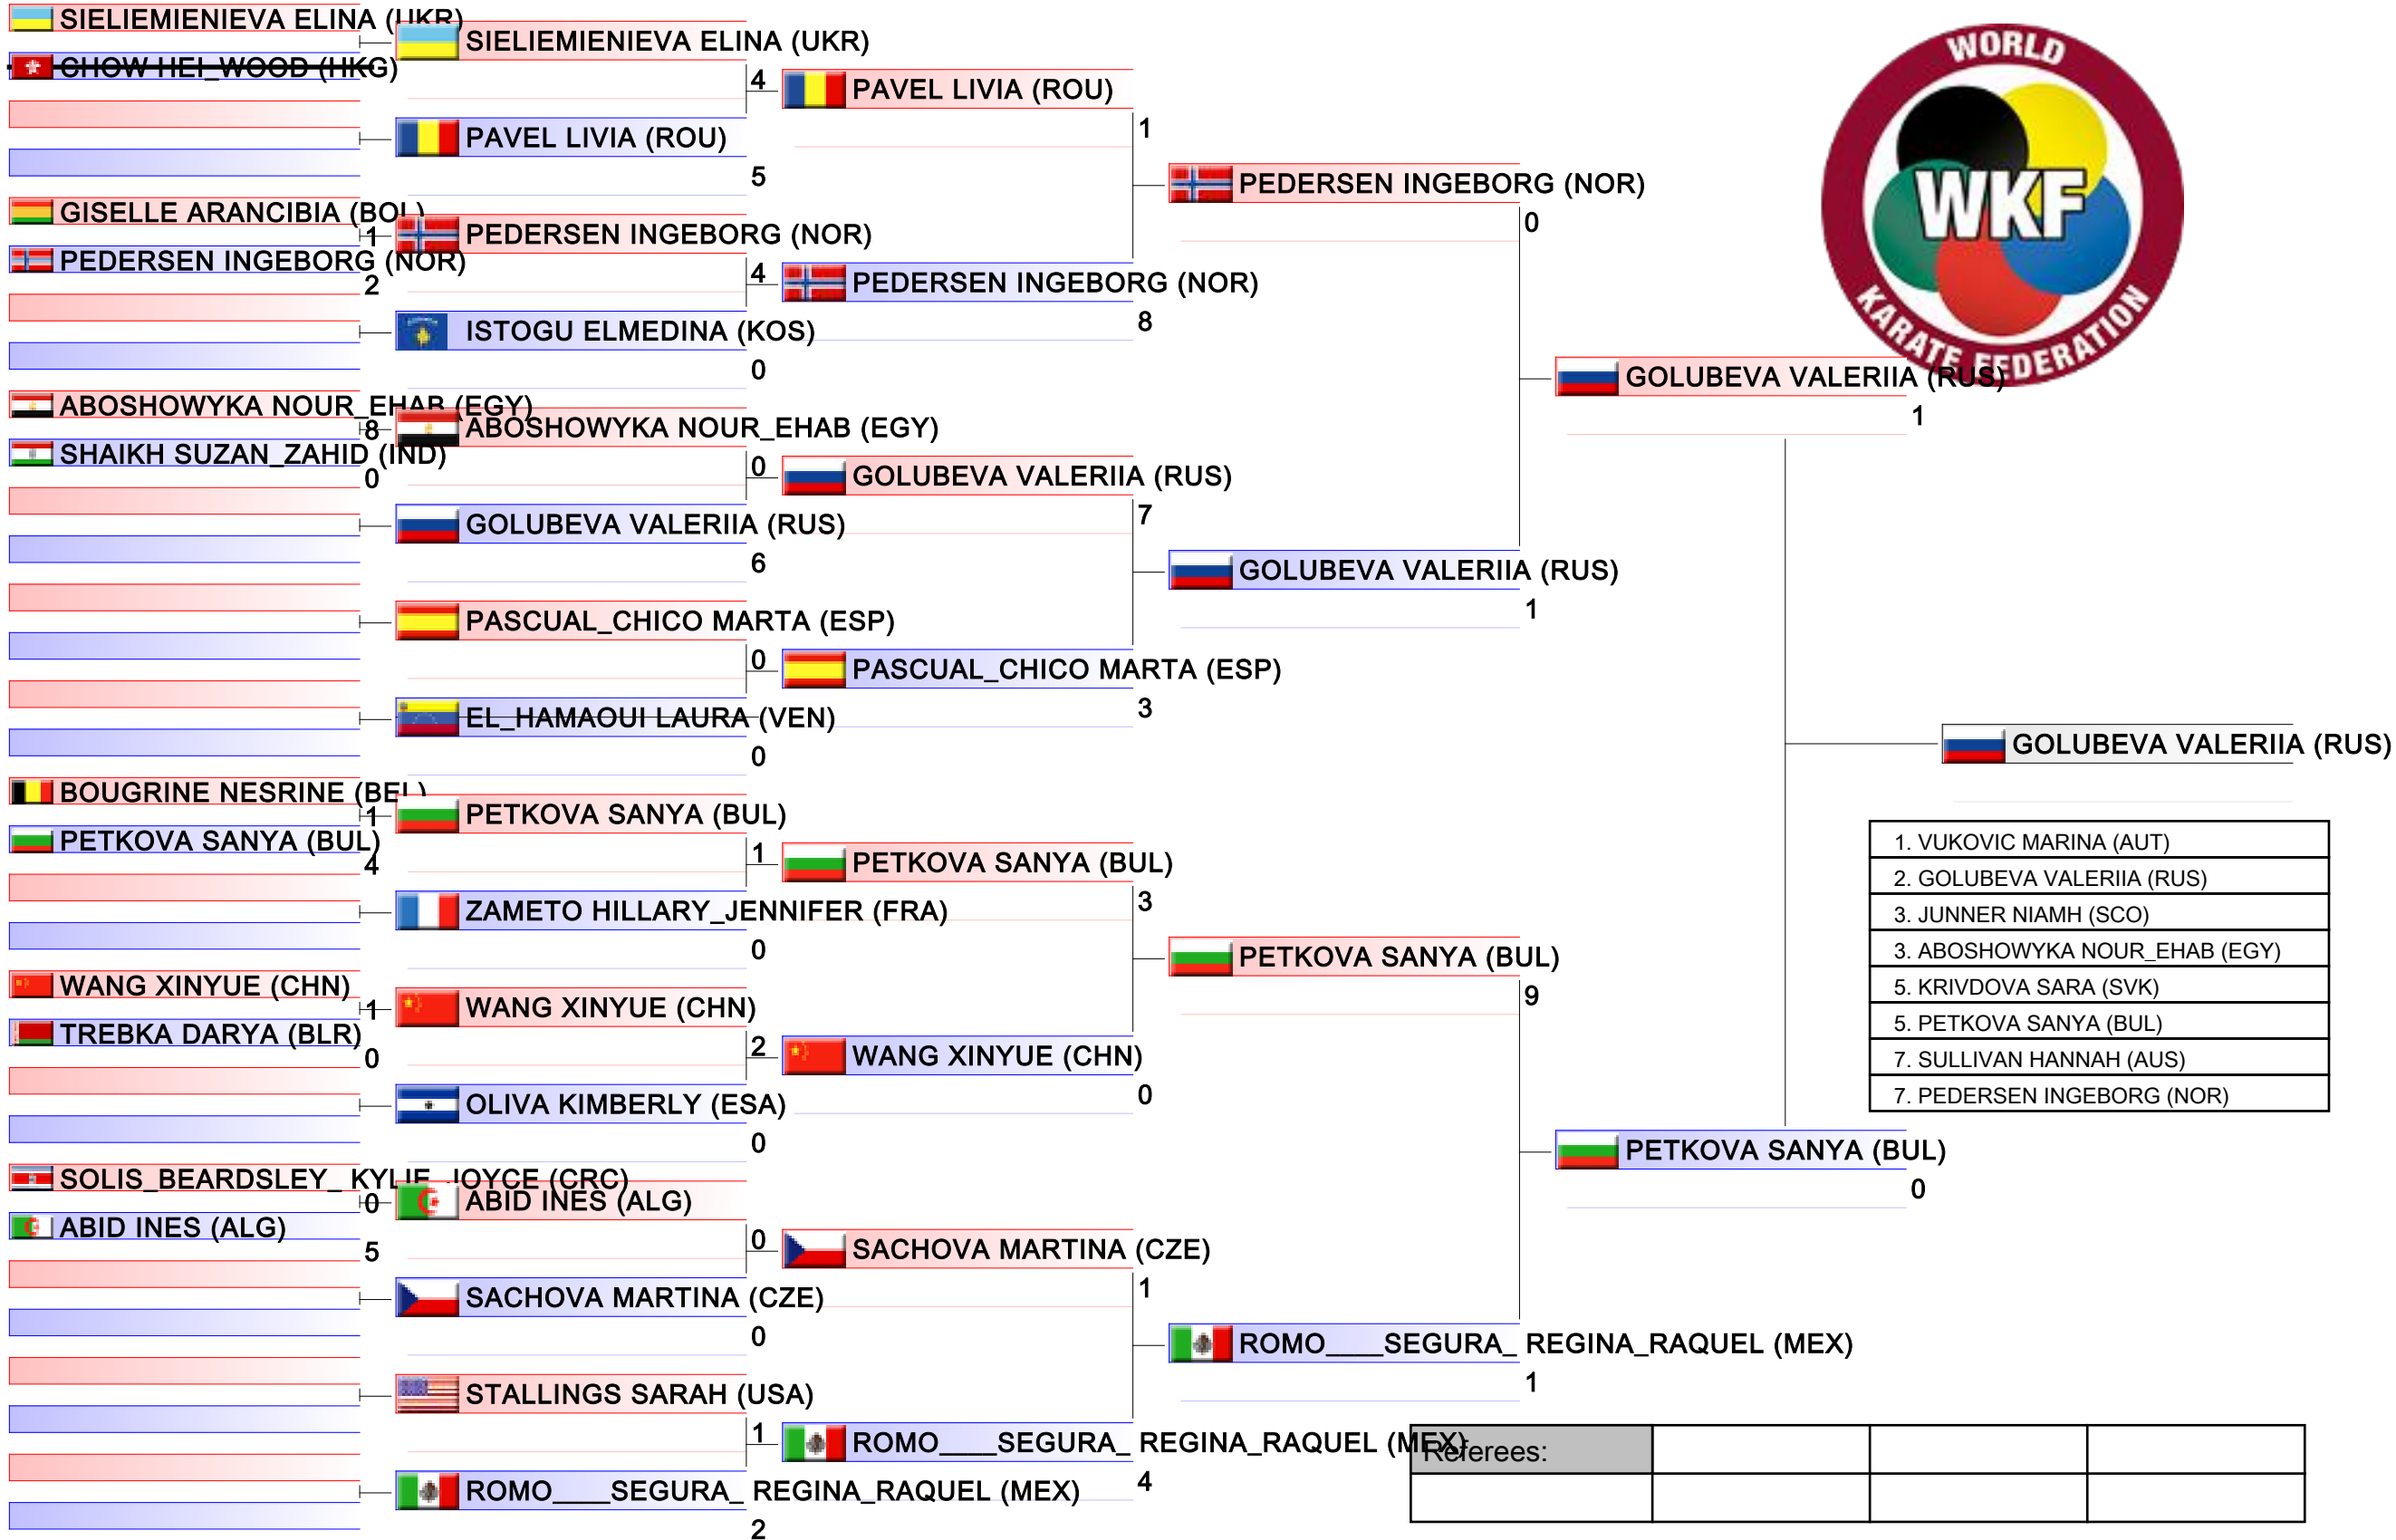 SIELIEMIENIEVA ELINA (UKR)
CHOW HEI_WOOD (HKG)
GISELLE ARANCIBIA (BOL)
1
PEDERSEN INGEBORG (NOR)
2
ABOSHOWYKA NOUR_EHAB (EGY)
8
SHAIKH SUZAN_ZAHID (IND)
0
BOUGRINE NESRINE (BEL)
1
PETKOVA SANYA (BUL)
4
WANG XINYUE (CHN)
1
TREBKA DARYA (BLR)
0
SOLIS_BEARDSLEY_ KYLIE_JOYCE (CRC)
0
ABID INES (ALG)
5
SIELIEMIENIEVA ELINA (UKR)
4
PAVEL LIVIA (ROU)
5
PEDERSEN INGEBORG (NOR)
4
ISTOGU ELMEDINA (KOS)
0
ABOSHOWYKA NOUR_EHAB (EGY)
0
GOLUBEVA VALERIIA (RUS)
6
PASCUAL_CHICO MARTA (ESP)
0
EL_HAMAOUI LAURA (VEN)
0
PETKOVA SANYA (BUL)
1
ZAMETO HILLARY_JENNIFER (FRA)
0
WANG XINYUE (CHN)
2
OLIVA KIMBERLY (ESA)
0
ABID INES (ALG)
0
SACHOVA MARTINA (CZE)
0
STALLINGS SARAH (USA)
1
ROMO____SEGURA_ REGINA_RAQUEL (MEX)
2
PAVEL LIVIA (ROU)
1
PEDERSEN INGEBORG (NOR)
8
GOLUBEVA VALERIIA (RUS)
7
PASCUAL_CHICO MARTA (ESP)
3
PETKOVA SANYA (BUL)
3
WANG XINYUE (CHN)
0
SACHOVA MARTINA (CZE)
1
ROMO____SEGURA_ REGINA_RAQUEL (MEX)
4
PEDERSEN INGEBORG (NOR)
0
GOLUBEVA VALERIIA (RUS)
1
PETKOVA SANYA (BUL)
9
ROMO____SEGURA_ REGINA_RAQUEL (MEX)
1
GOLUBEVA VALERIIA (RUS)
1
PETKOVA SANYA (BUL)
0
GOLUBEVA VALERIIA (RUS)
WORLD
WKF
KARATE FEDERATION
1. VUKOVIC MARINA (AUT)
2. GOLUBEVA VALERIIA (RUS)
3. JUNNER NIAMH (SCO)
3. ABOSHOWYKA NOUR_EHAB (EGY)
5. KRIVDOVA SARA (SVK)
5. PETKOVA SANYA (BUL)
7. SULLIVAN HANNAH (AUS)
7. PEDERSEN INGEBORG (NOR)
Referees: